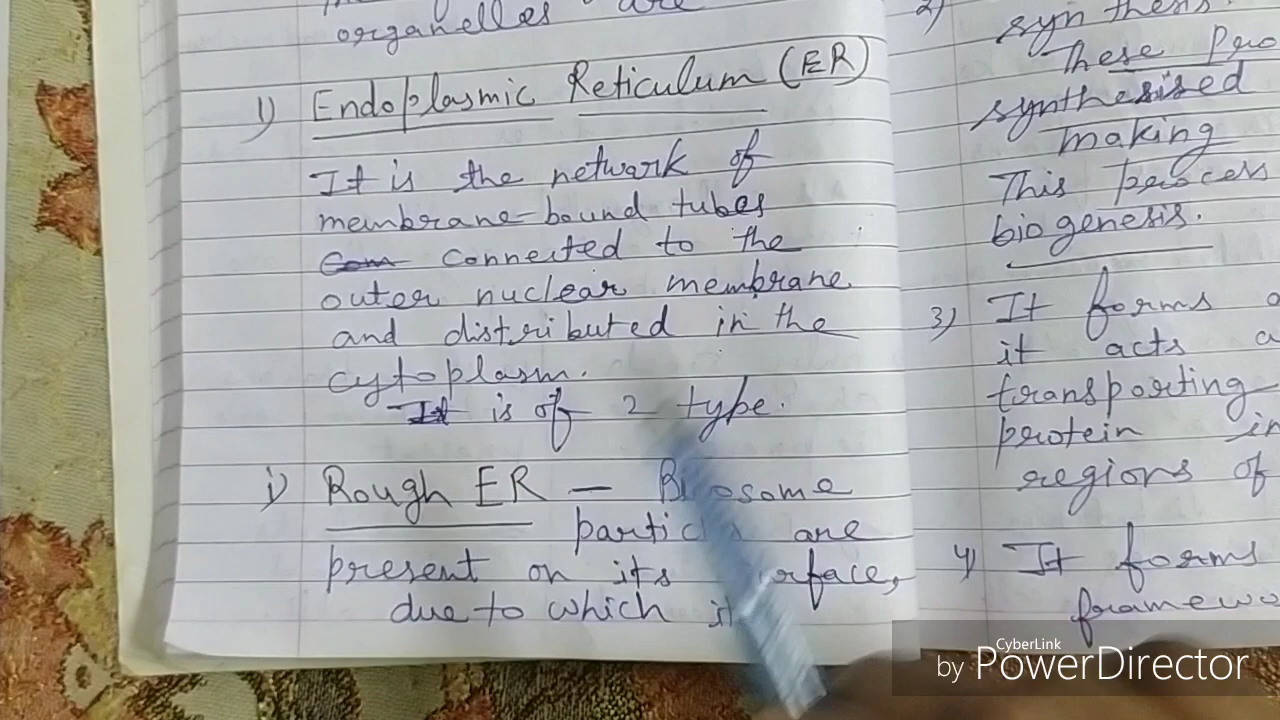 organelles are
1) Endoplasmic Reticulum (ER)
It is the network of
membrane-bound tubes
connected to the
outer nuclear membrane
and distributed in the
cytoplasm.
It is of 2 type.
i) Rough ER –
are
present on its
due to which
2)
synthesis.
These
synthesised
making
This process
biogenesis.
3) It forms
it acts
transporting
protein in
regions of
4) It forms
CyberLink
by PowerDirector